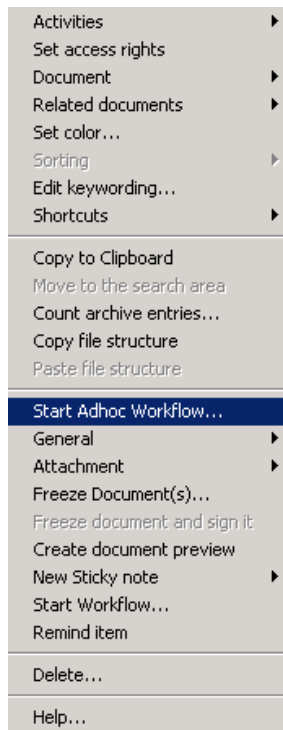 Activities
Set access rights
Document
Related documents
Set color...
Sorting
Edit keywording...
Shortcuts
Copy to Clipboard
Move to the search area
Count archive entries...
Copy file structure
Paste file structure
Start Adhoc Workflow...
General
Attachment
Freeze Document(s)...
Freeze document and sign it
Create document preview
New Sticky note
Start Workflow...
Remind item
Delete...
Help...